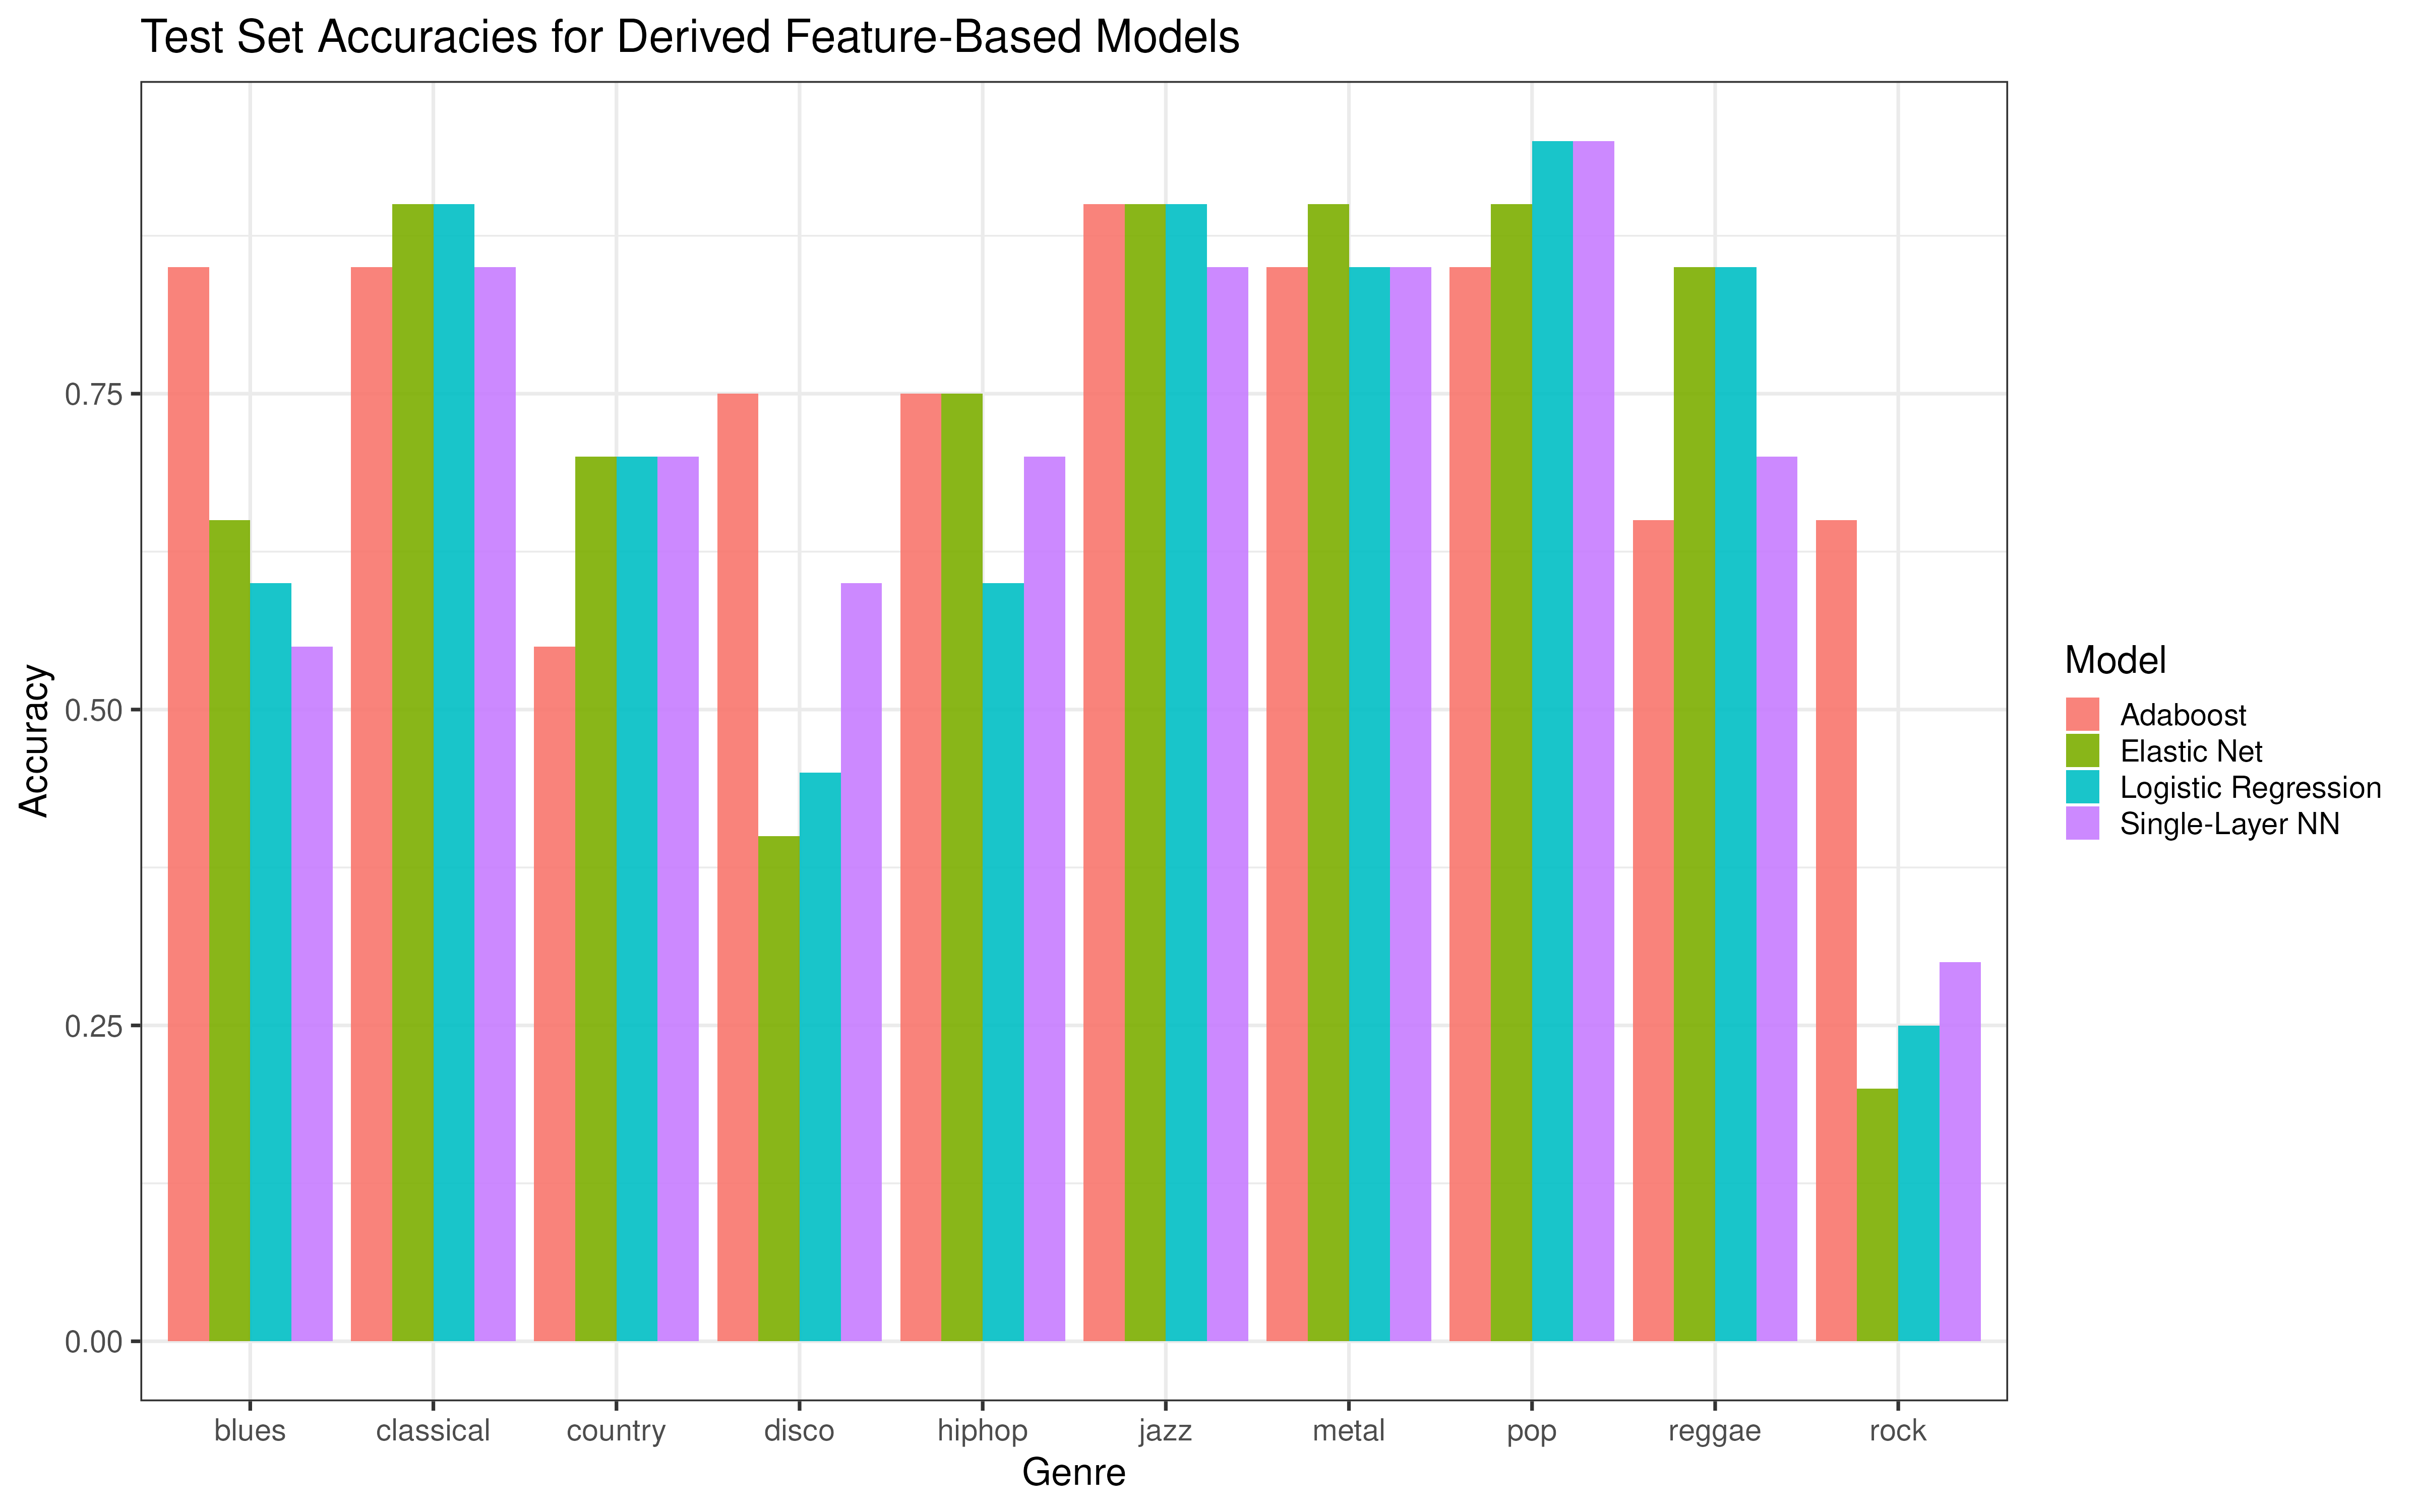 Test Set Accuracies for Derived Feature-Based Models
Accuracy
0.75
0.50
0.25
0.00
blues classical country disco hiphop jazz metal pop reggae rock
Genre
Model
Adaboost
Elastic Net
Logistic Regression
Single-Layer NN